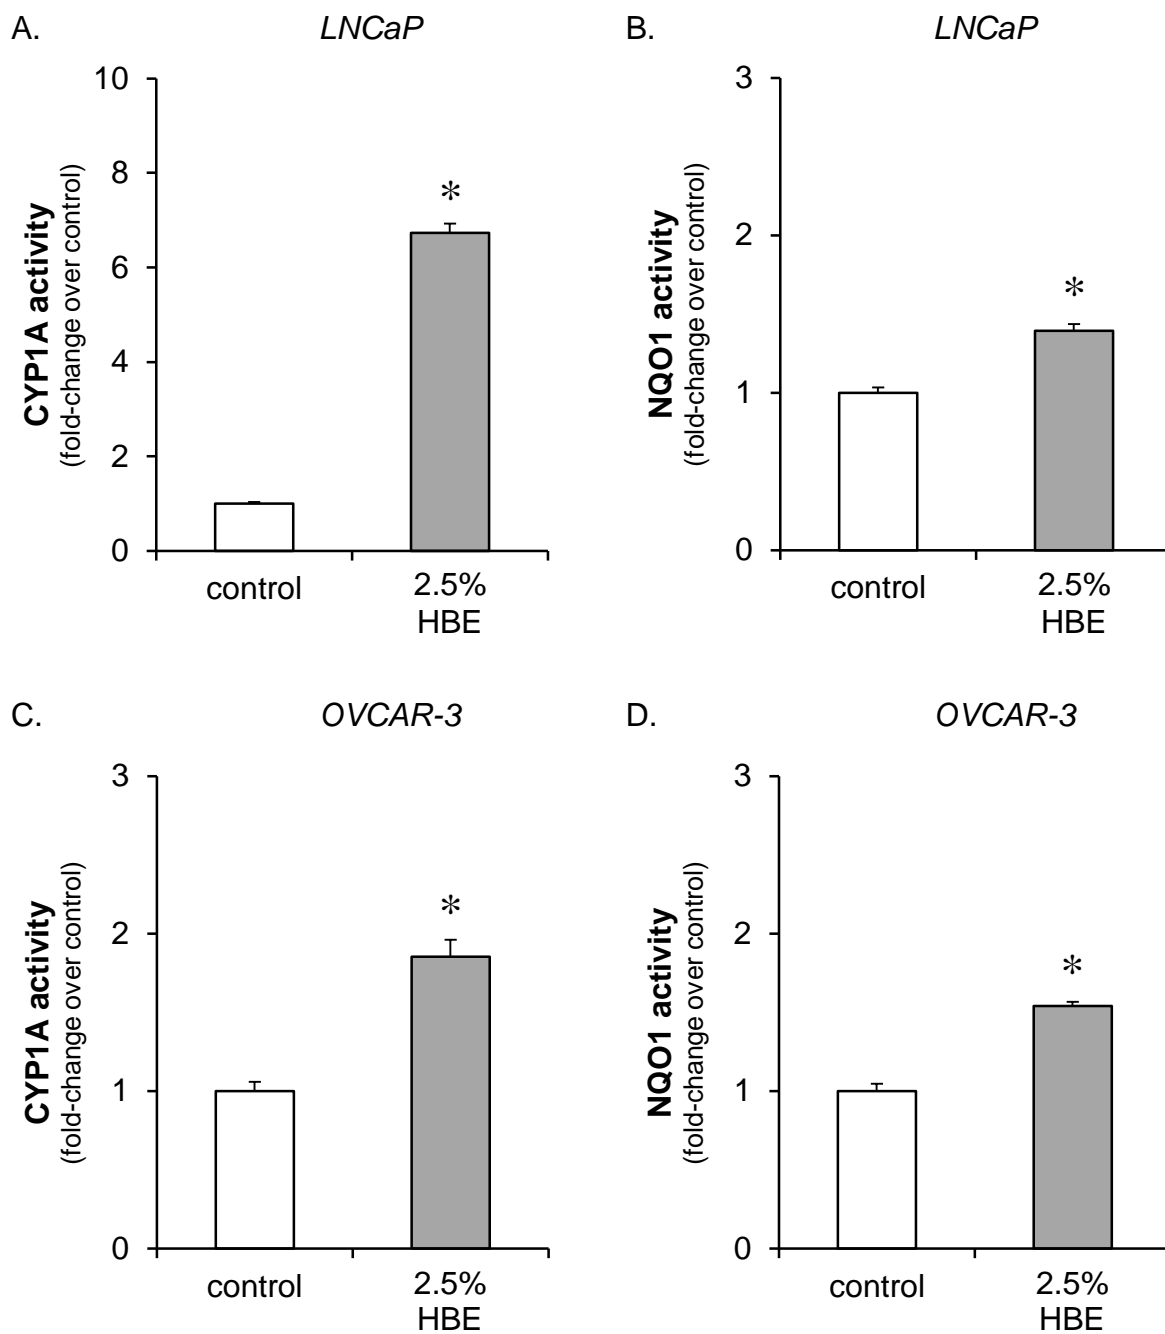 A.
LNCaP
CYP1A activity
(fold-change over control)
10
8
6
4
2
0
*
control
2.5%
HBE
B.
LNCaP
NQO1 activity
(fold-change over control)
3
2
1
0
*
control
2.5%
HBE
C.
OVCAR-3
CYP1A activity
(fold-change over control)
3
2
1
0
*
control
2.5%
HBE
D.
OVCAR-3
NQO1 activity
(fold-change over control)
3
2
1
0
*
control
2.5%
HBE